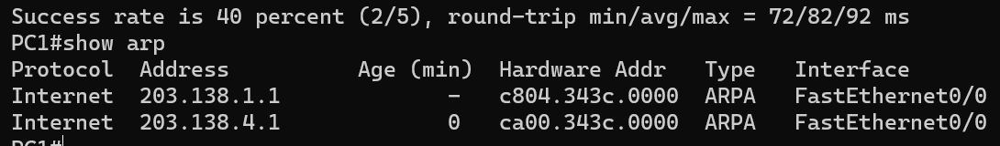 Success rate is 40 percent (2/5), round-trip min/avg/max = 72/82/92 ms
PC1#show arp
Protocol  Address          Age (min)  Hardware Addr   Type   Interface
Internet  203.138.1.1             -   c804.343c.0000  ARPA   FastEthernet0/0
Internet  203.138.4.1             0   ca00.343c.0000  ARPA   FastEthernet0/0
PC1#